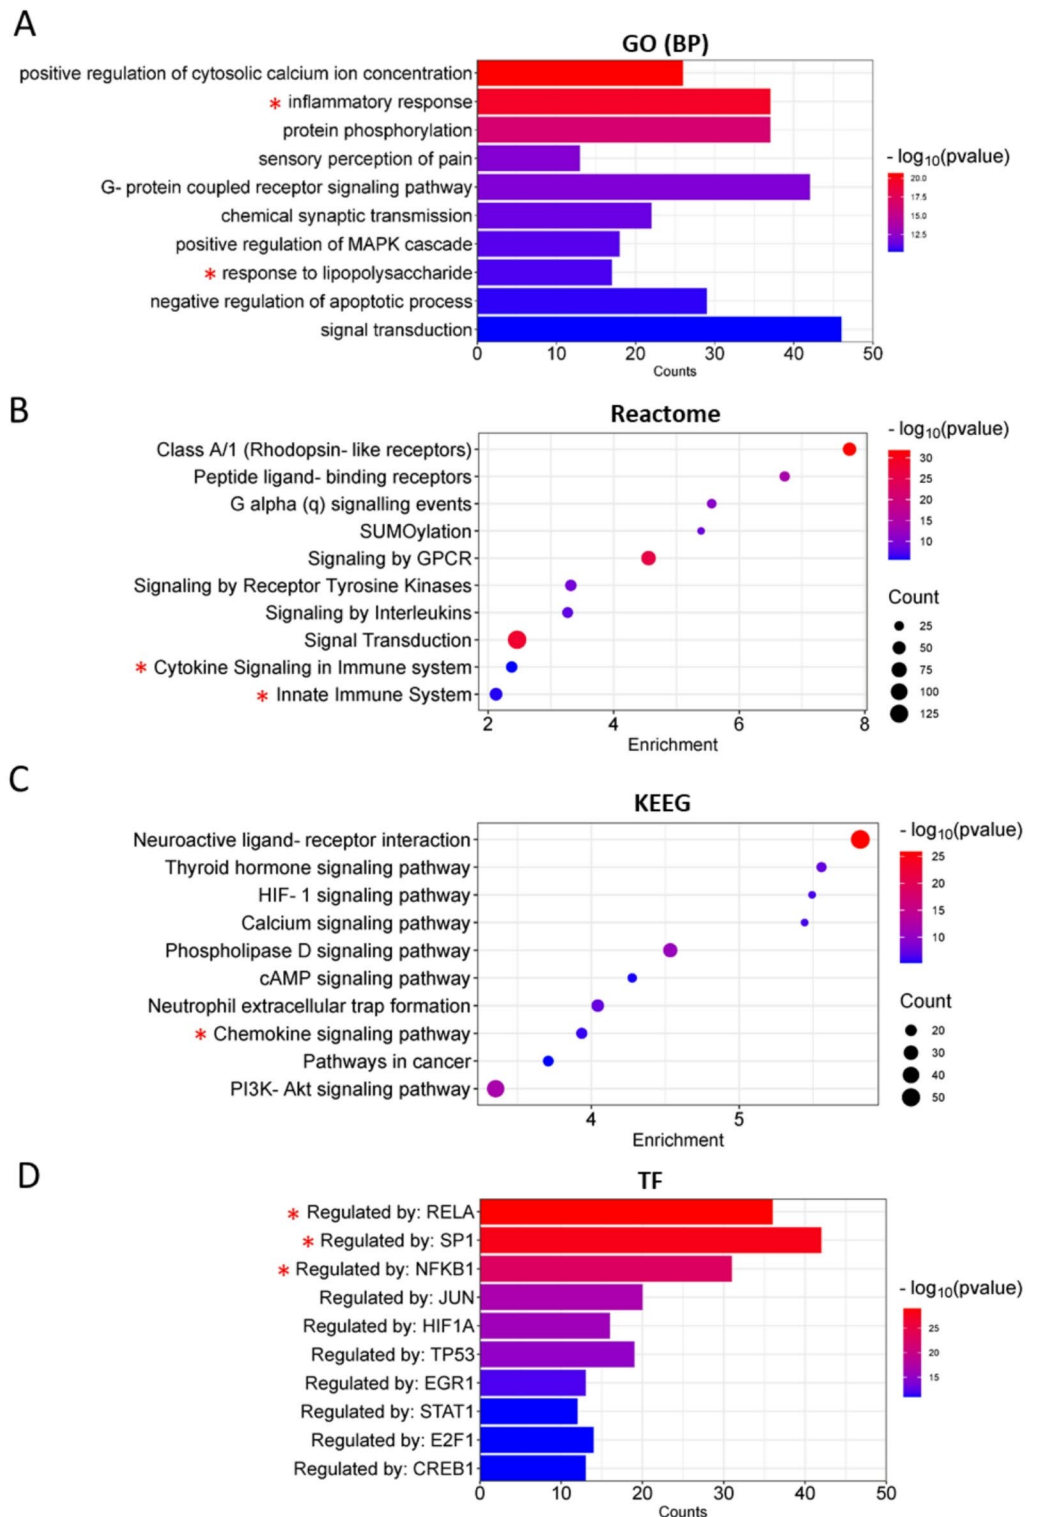 A
GO (BP)
positive regulation of cytosolic calcium ion concentration
* inflammatory response
protein phosphorylation
sensory perception of pain
G- protein coupled receptor signaling pathway
chemical synaptic transmission
positive regulation of MAPK cascade
* response to lipopolysaccharide
negative regulation of apoptotic process
signal transduction
0 10 20 30 40 50
Counts
- log10(pvalue)
20.0
17.5
15.0
12.5
B
Reactome
Class A/1 (Rhodopsin- like receptors)
Peptide ligand- binding receptors
G alpha (q) signalling events
SUMOylation
Signaling by GPCR
Signaling by Receptor Tyrosine Kinases
Signaling by Interleukins
Signal Transduction
* Cytokine Signaling in Immune system
* Innate Immune System
2 4 6 8
Enrichment
- log10(pvalue)
30
25
20
15
10
Count
25
50
75
100
125
C
KEEG
Neuroactive ligand- receptor interaction
Thyroid hormone signaling pathway
HIF- 1 signaling pathway
Calcium signaling pathway
Phospholipase D signaling pathway
cAMP signaling pathway
Neutrophil extracellular trap formation
* Chemokine signaling pathway
Pathways in cancer
PI3K- Akt signaling pathway
4 5
Enrichment
- log10(pvalue)
25
20
15
10
Count
20
30
40
50
D
TF
* Regulated by: RELA
* Regulated by: SP1
* Regulated by: NFKB1
Regulated by: JUN
Regulated by: HIF1A
Regulated by: TP53
Regulated by: EGR1
Regulated by: STAT1
Regulated by: E2F1
Regulated by: CREB1
0 10 20 30 40 50
Counts
- log10(pvalue)
25
20
15